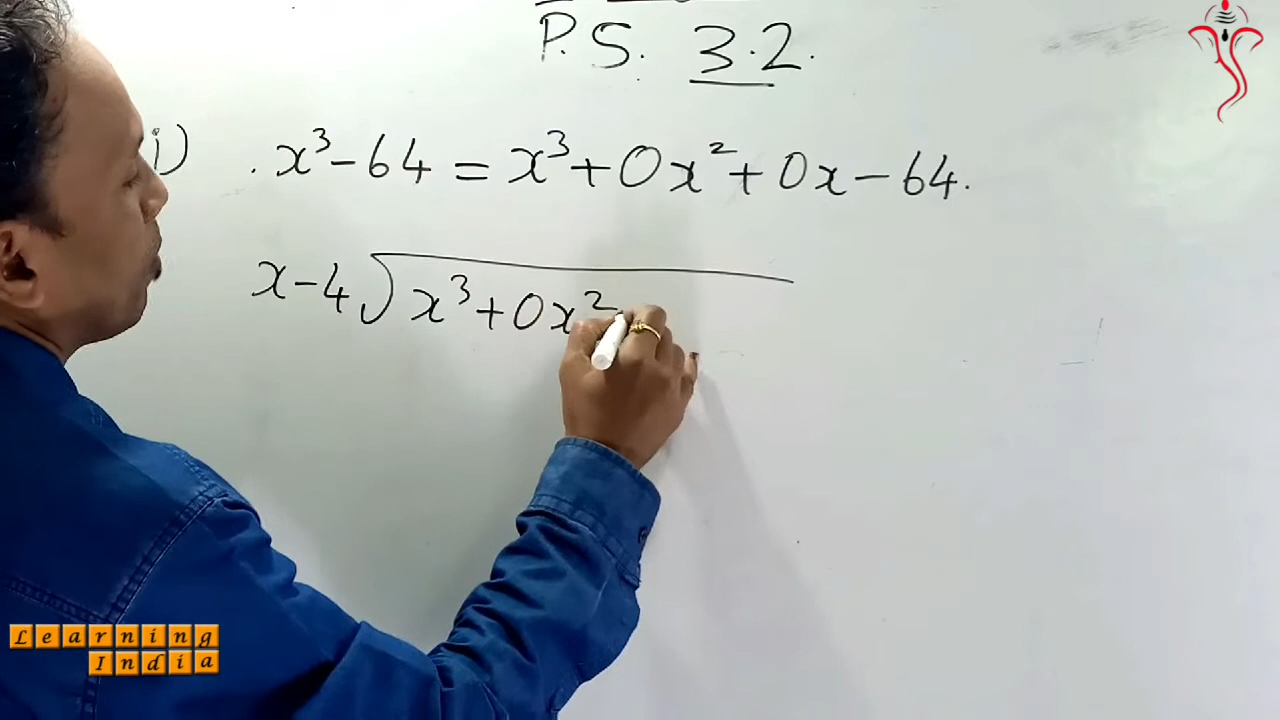 P.S. 3.2.
i) . x³-64 = x³+0x²+0x-64.
x-4) x³+0x²
Learning
India